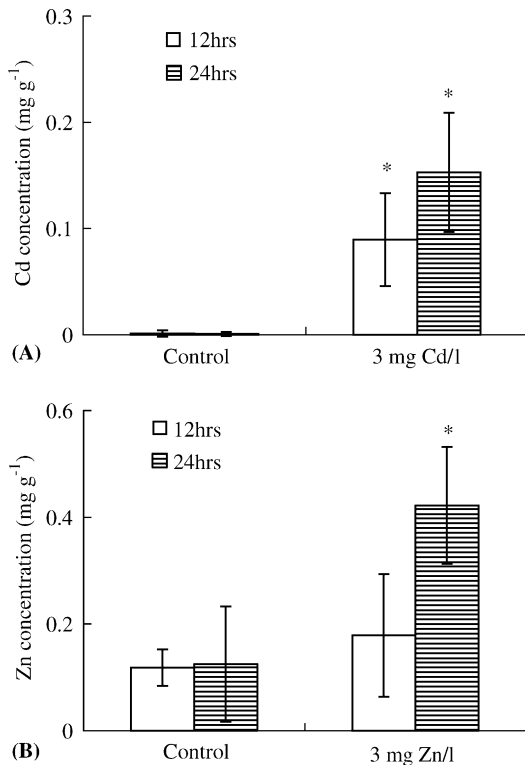 0.3
12hrs
24hrs
*
0.2
*
Cd concentration (mg g⁻¹)
0.1
0
(A)
Control
3 mg Cd/l
0.6
12hrs
*
24hrs
0.4
Zn concentration (mg g⁻¹)
0.2
0
(B)
Control
3 mg Zn/l